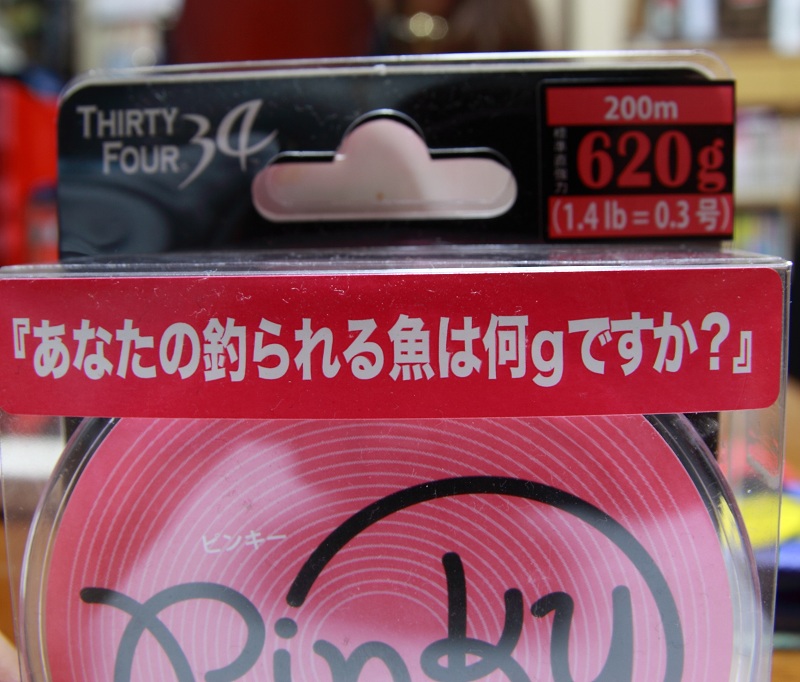 THIRTY
FOUR 34
200m
標準直強力
620g
(1.4 lb = 0.3 号)
『あなたの釣られる魚は何gですか?』
ピンキー
Pinky